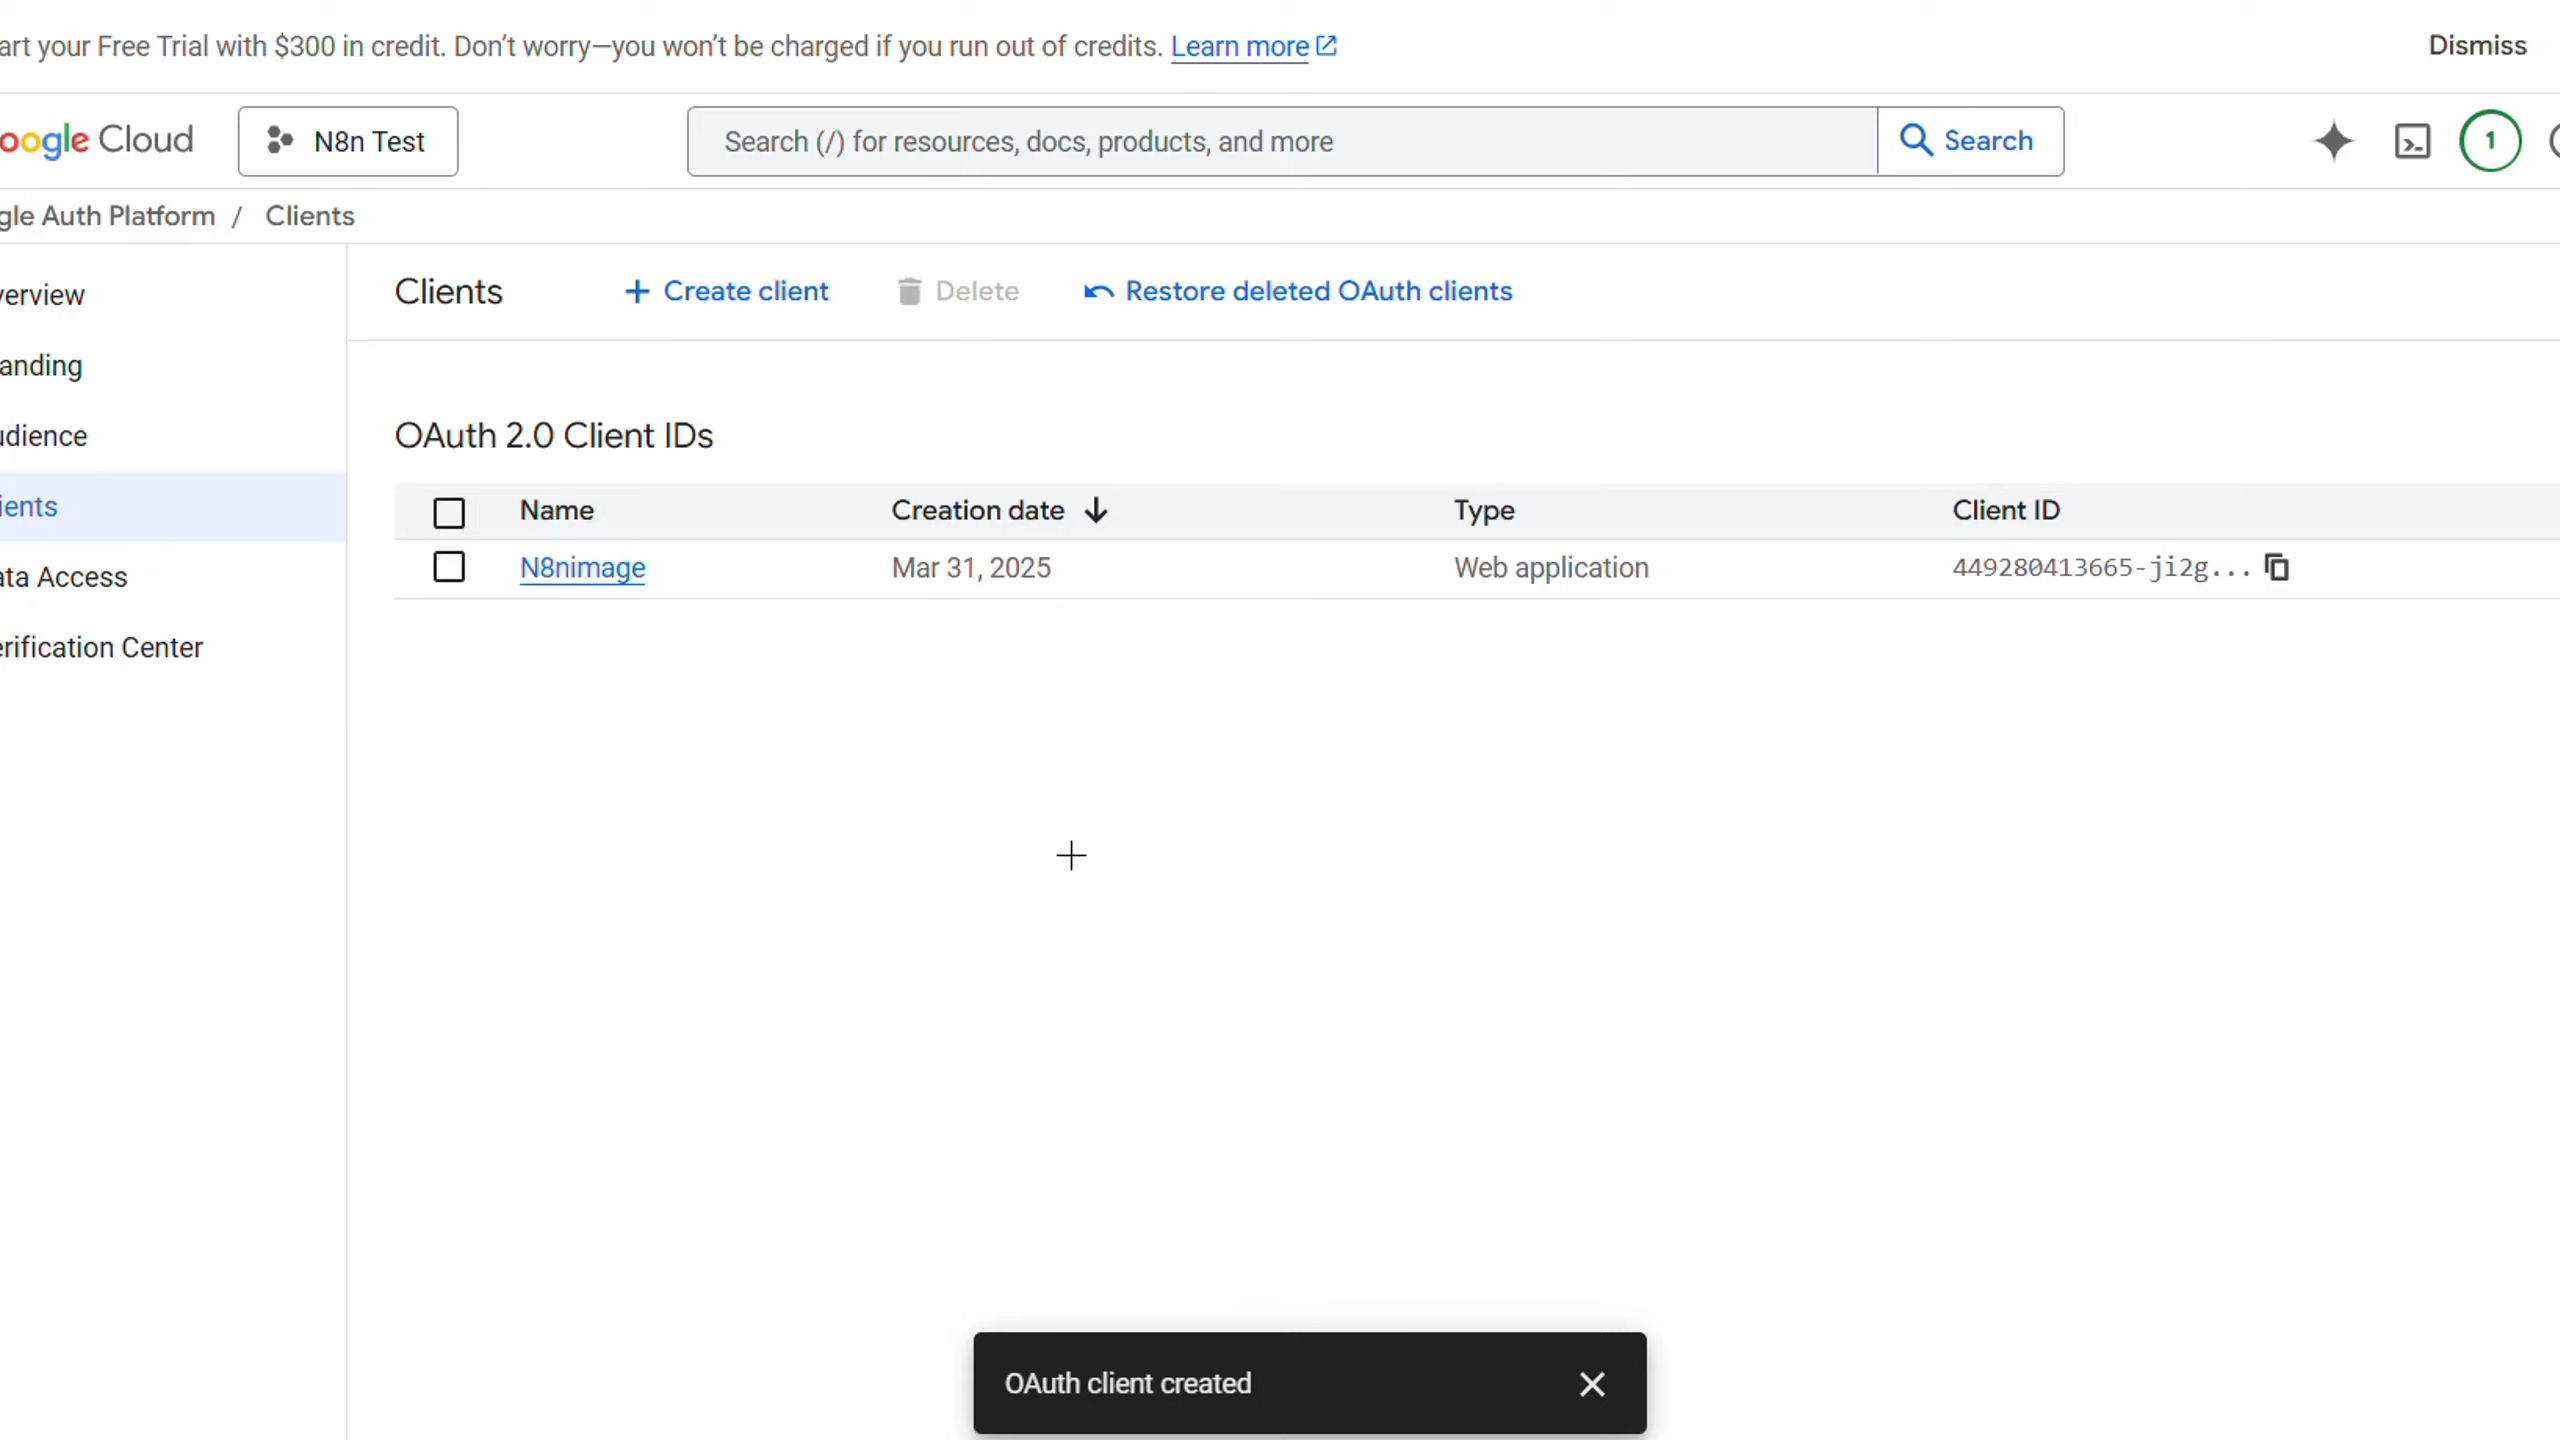 art your Free Trial with $300 in credit. Don't worry—you won't be charged if you run out of credits. Learn more
Dismiss
oogle Cloud
N8n Test
Search (/) for resources, docs, products, and more
Search
1
gle Auth Platform / Clients
verview
anding
udience
ients
ata Access
erification Center
Clients
Create client
Delete
Restore deleted OAuth clients
OAuth 2.0 Client IDs
Name Creation date Type Client ID
N8nimage Mar 31, 2025 Web application 449280413665-ji2g...
OAuth client created